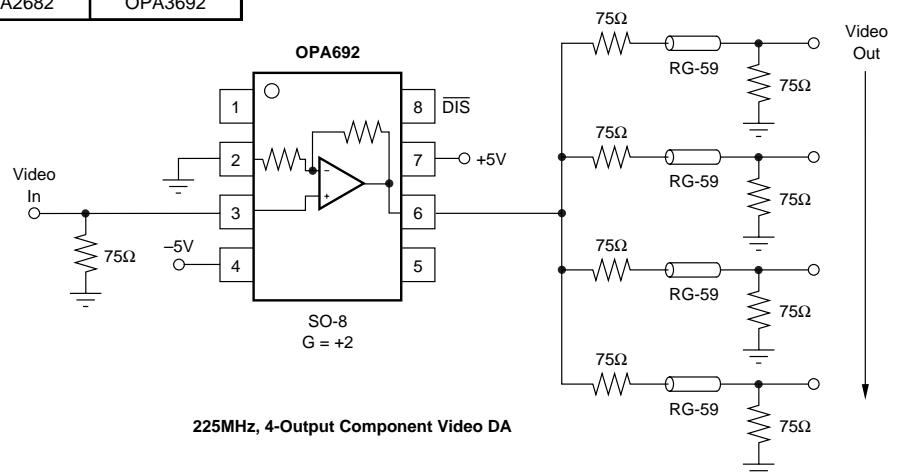 OPA3692
OPA692
1
8 DIS
2
7
+5V
Video
In
3
6
75Ω
–5V
4
5
SO-8
G = +2
75Ω
RG-59
75Ω
75Ω
RG-59
75Ω
75Ω
RG-59
75Ω
75Ω
RG-59
75Ω
Video
Out
225MHz, 4-Output Component Video DA